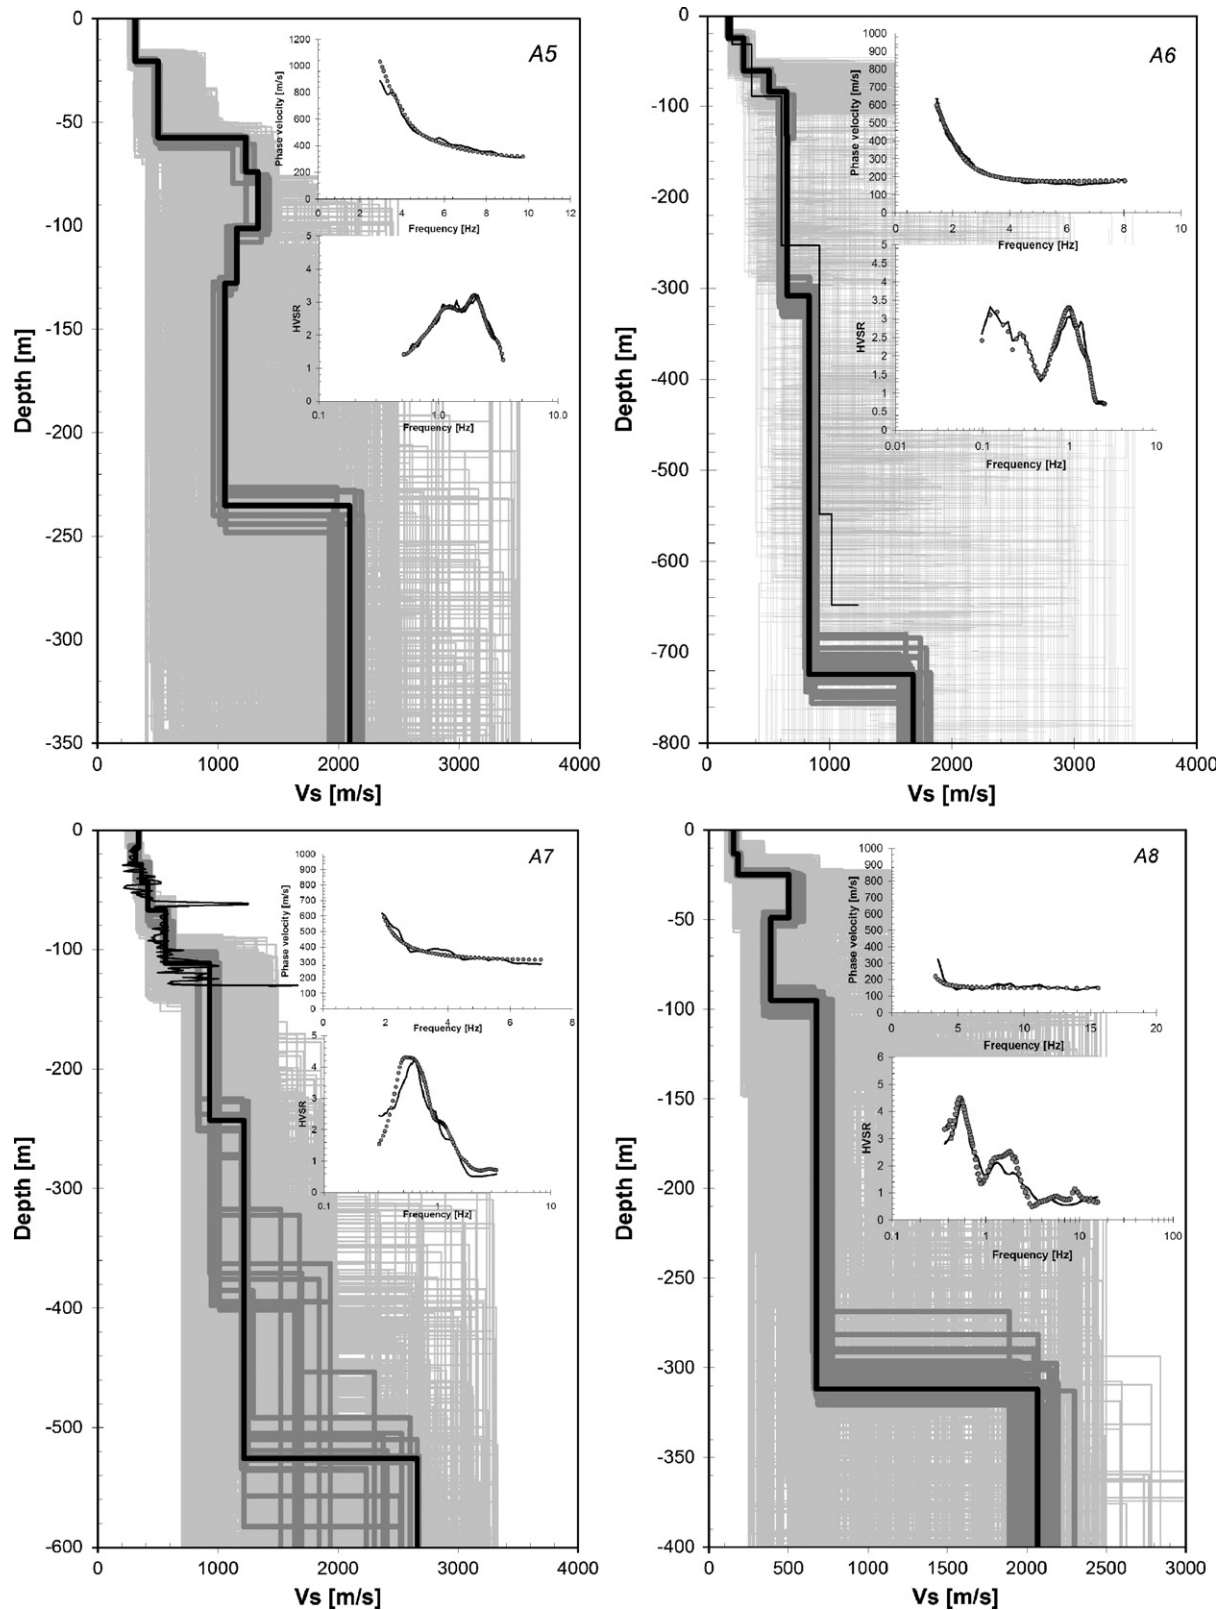 A5
0
-50
-100
-150
-200
-250
-300
-350
Depth [m]
0 1000 2000 3000 4000
Vs [m/s]
1200
1000
800
600
400
200
0
Phase velocity [m/s]
0 2 4 6 8 10 12
Frequency [Hz]
5
4
3
2
1
0
HVSR
0.1 1.0 10.0
Frequency [Hz]
A6
0
-100
-200
-300
-400
-500
-600
-700
-800
Depth [m]
0 1000 2000 3000 4000
Vs [m/s]
1000
900
800
700
600
500
400
300
200
100
0
Phase velocity [m/s]
0 2 4 6 8 10
Frequency [Hz]
5
4.5
4
3.5
3
2.5
2
1.5
1
0.5
0
HVSR
0.01 0.1 1 10
Frequency [Hz]
A7
0
-100
-200
-300
-400
-500
-600
Depth [m]
0 1000 2000 3000 4000
Vs [m/s]
1000
900
800
700
600
500
400
300
200
100
0
Phase velocity [m/s]
0 2 4 6 8
Frequency [Hz]
5
4
3
2
1
0
HVSR
0.1 1 10
Frequency [Hz]
A8
0
-50
-100
-150
-200
-250
-300
-350
-400
Depth [m]
0 500 1000 1500 2000 2500 3000
Vs [m/s]
1000
900
800
700
600
500
400
300
200
100
0
Phase velocity [m/s]
0 5 10 15 20
Frequency [Hz]
6
5
4
3
2
1
0
HVSR
0.1 1 10 100
Frequency [Hz]